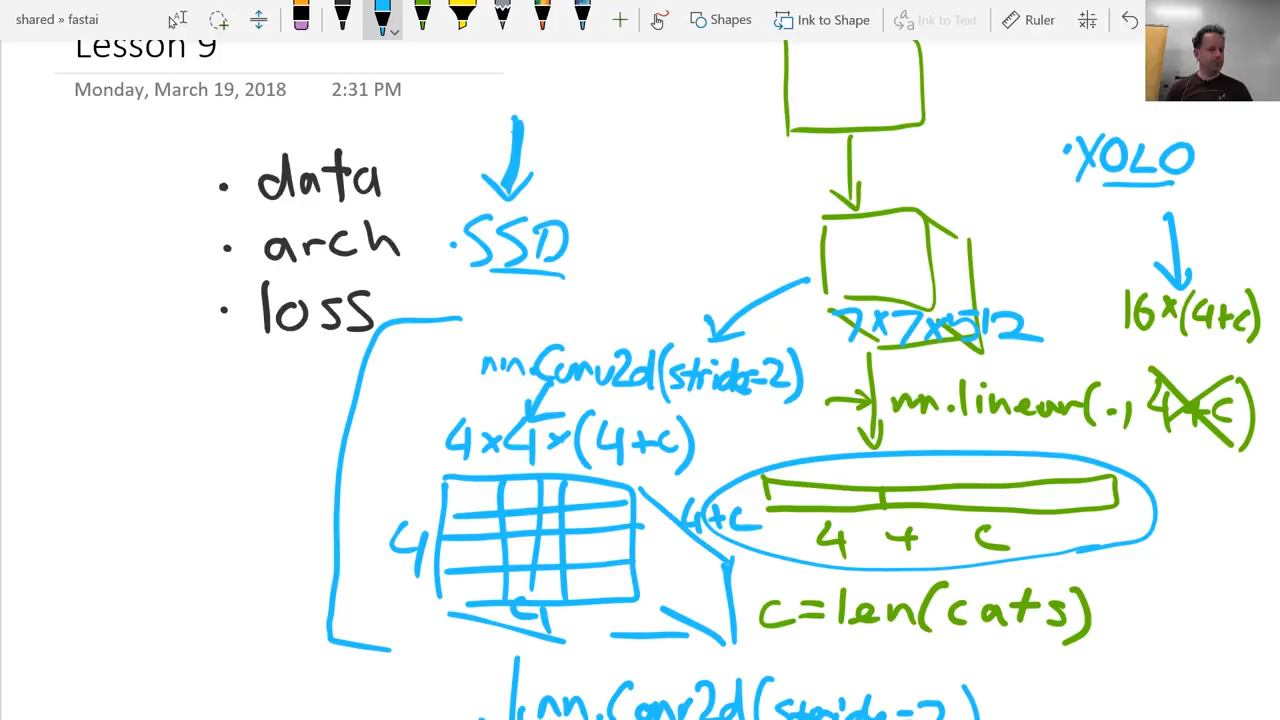 shared » fastai
Shapes
Ink to Shape
Ink to Text
Ruler
Lesson 9
Monday, March 19, 2018 2:31 PM
• data
• arch
• loss
• SSD
• YOLO
16 × (4+c)
7×7×512
nn.Conv2d(stride=2)
nn.linear(., 4+c)
4×4×(4+c)
4
4
4+c
4 + c
c=len(cats)
nn.Conv2d(stride=2)